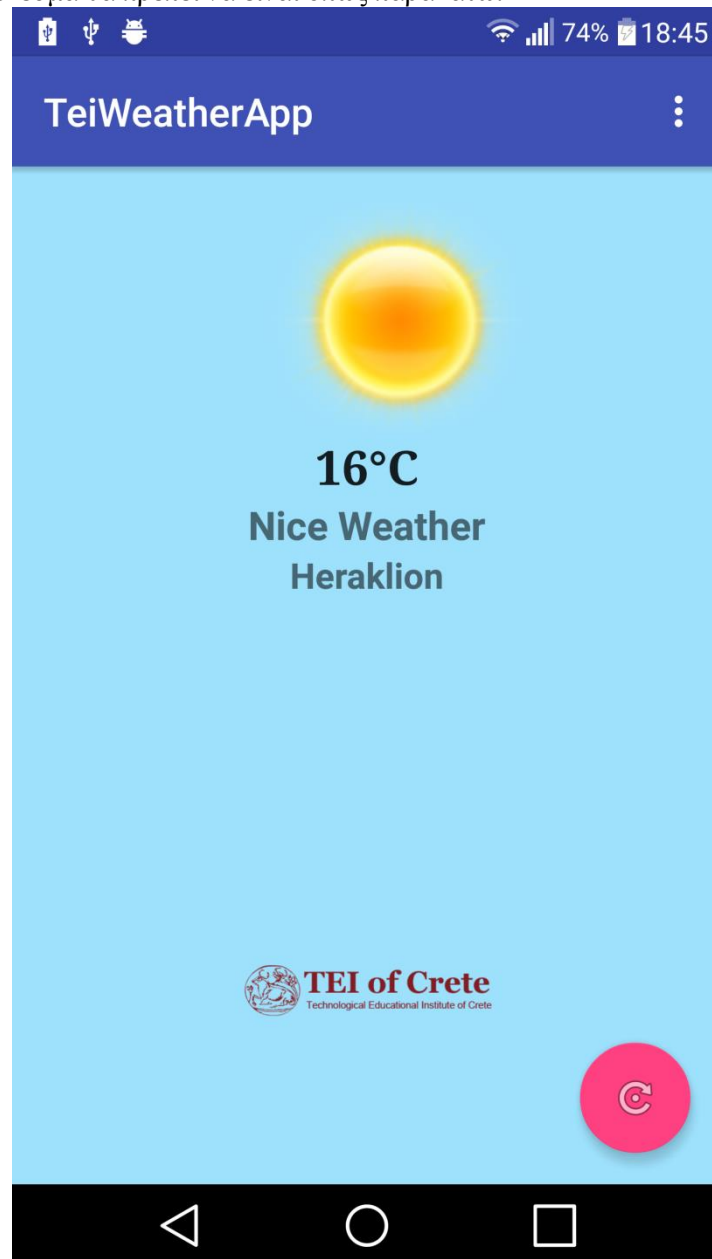 74% 18:45
TeiWeatherApp
16°C
Nice Weather
Heraklion
TEI of Crete
Technological Educational Institute of Crete